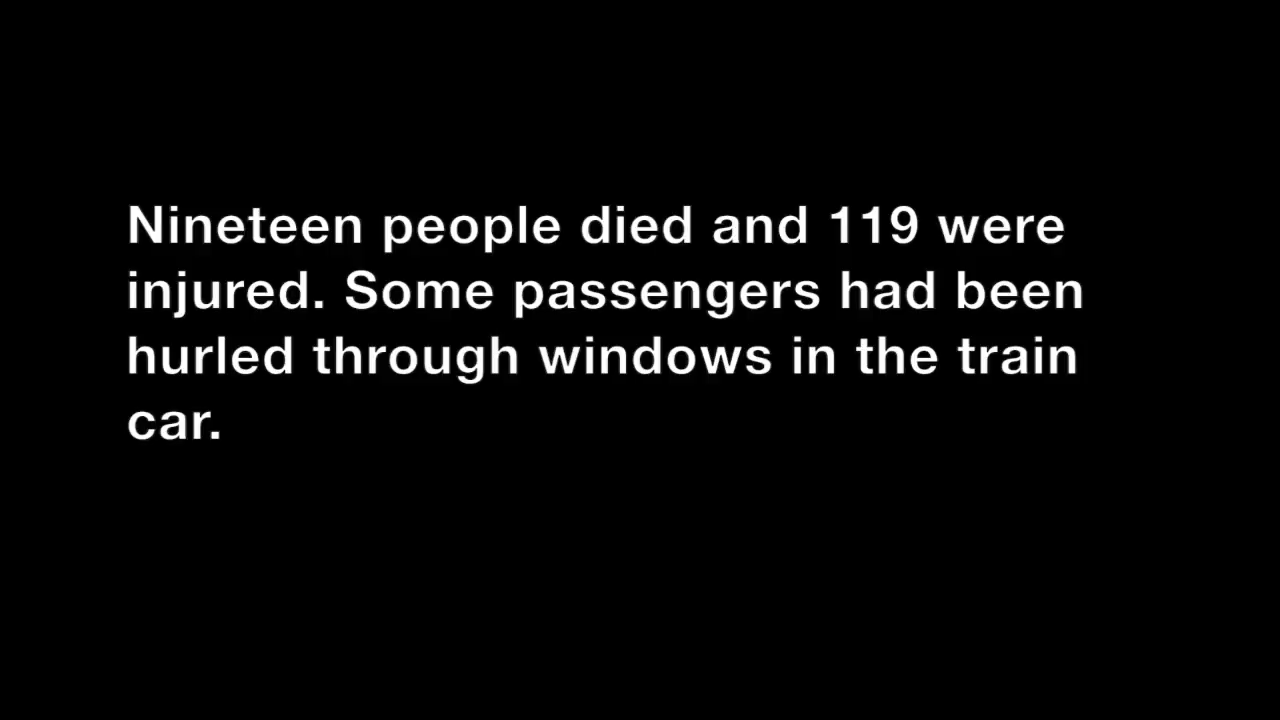 Nineteen people died and 119 were
injured. Some passengers had been
hurled through windows in the train
car.